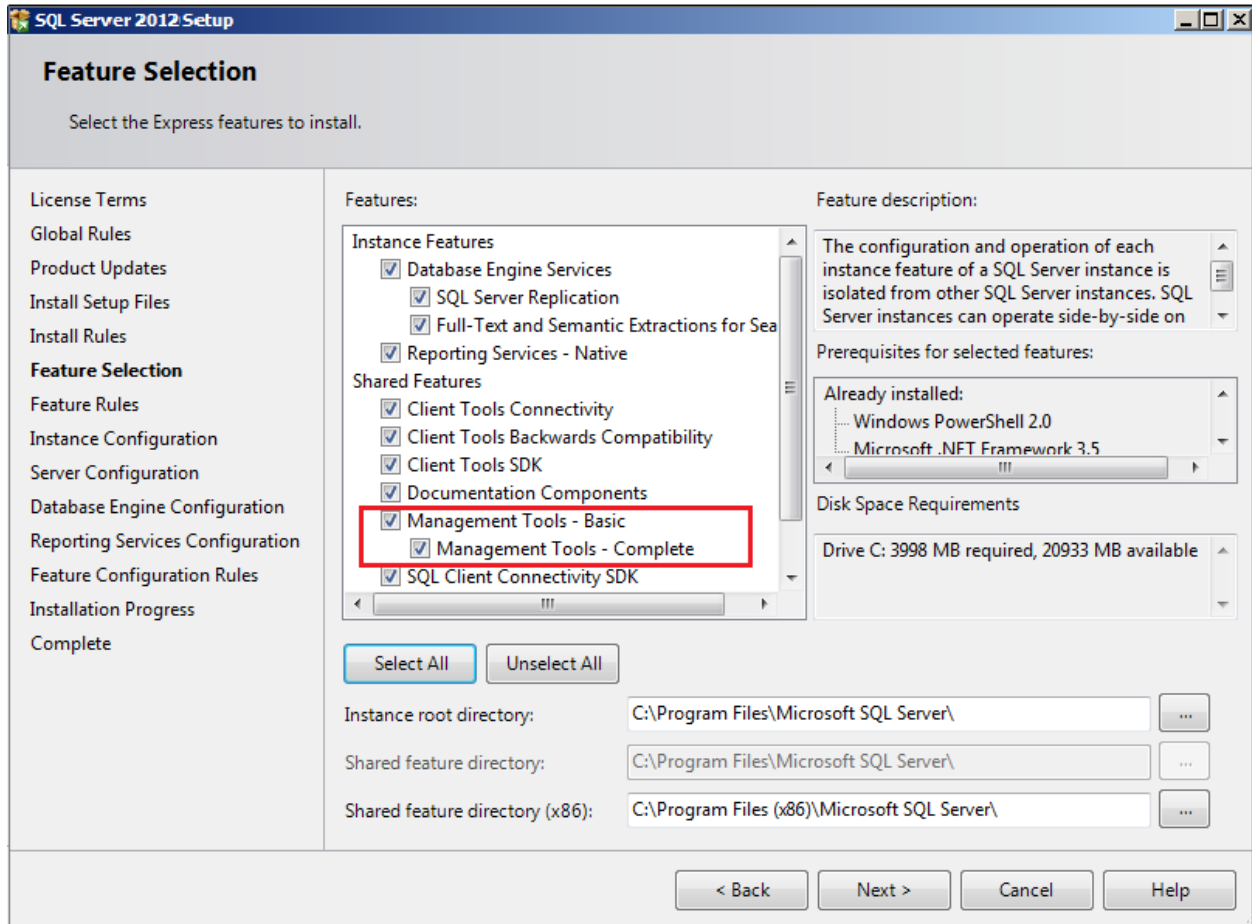 SQL Server 2012 Setup
Feature Selection
Select the Express features to install.
License Terms
Global Rules
Product Updates
Install Setup Files
Install Rules
Feature Selection
Feature Rules
Instance Configuration
Server Configuration
Database Engine Configuration
Reporting Services Configuration
Feature Configuration Rules
Installation Progress
Complete
Features:
Instance Features
Database Engine Services
SQL Server Replication
Full-Text and Semantic Extractions for Sea
Reporting Services - Native
Shared Features
Client Tools Connectivity
Client Tools Backwards Compatibility
Client Tools SDK
Documentation Components
Management Tools - Basic
Management Tools - Complete
SQL Client Connectivity SDK
Feature description:
The configuration and operation of each
instance feature of a SQL Server instance is
isolated from other SQL Server instances. SQL
Server instances can operate side-by-side on
Prerequisites for selected features:
Already installed:
Windows PowerShell 2.0
Microsoft .NET Framework 3.5
Disk Space Requirements
Drive C: 3998 MB required, 20933 MB available
Select All
Unselect All
Instance root directory:
C:\Program Files\Microsoft SQL Server\
...
Shared feature directory:
C:\Program Files\Microsoft SQL Server\
...
Shared feature directory (x86):
C:\Program Files (x86)\Microsoft SQL Server\
...
< Back
Next >
Cancel
Help